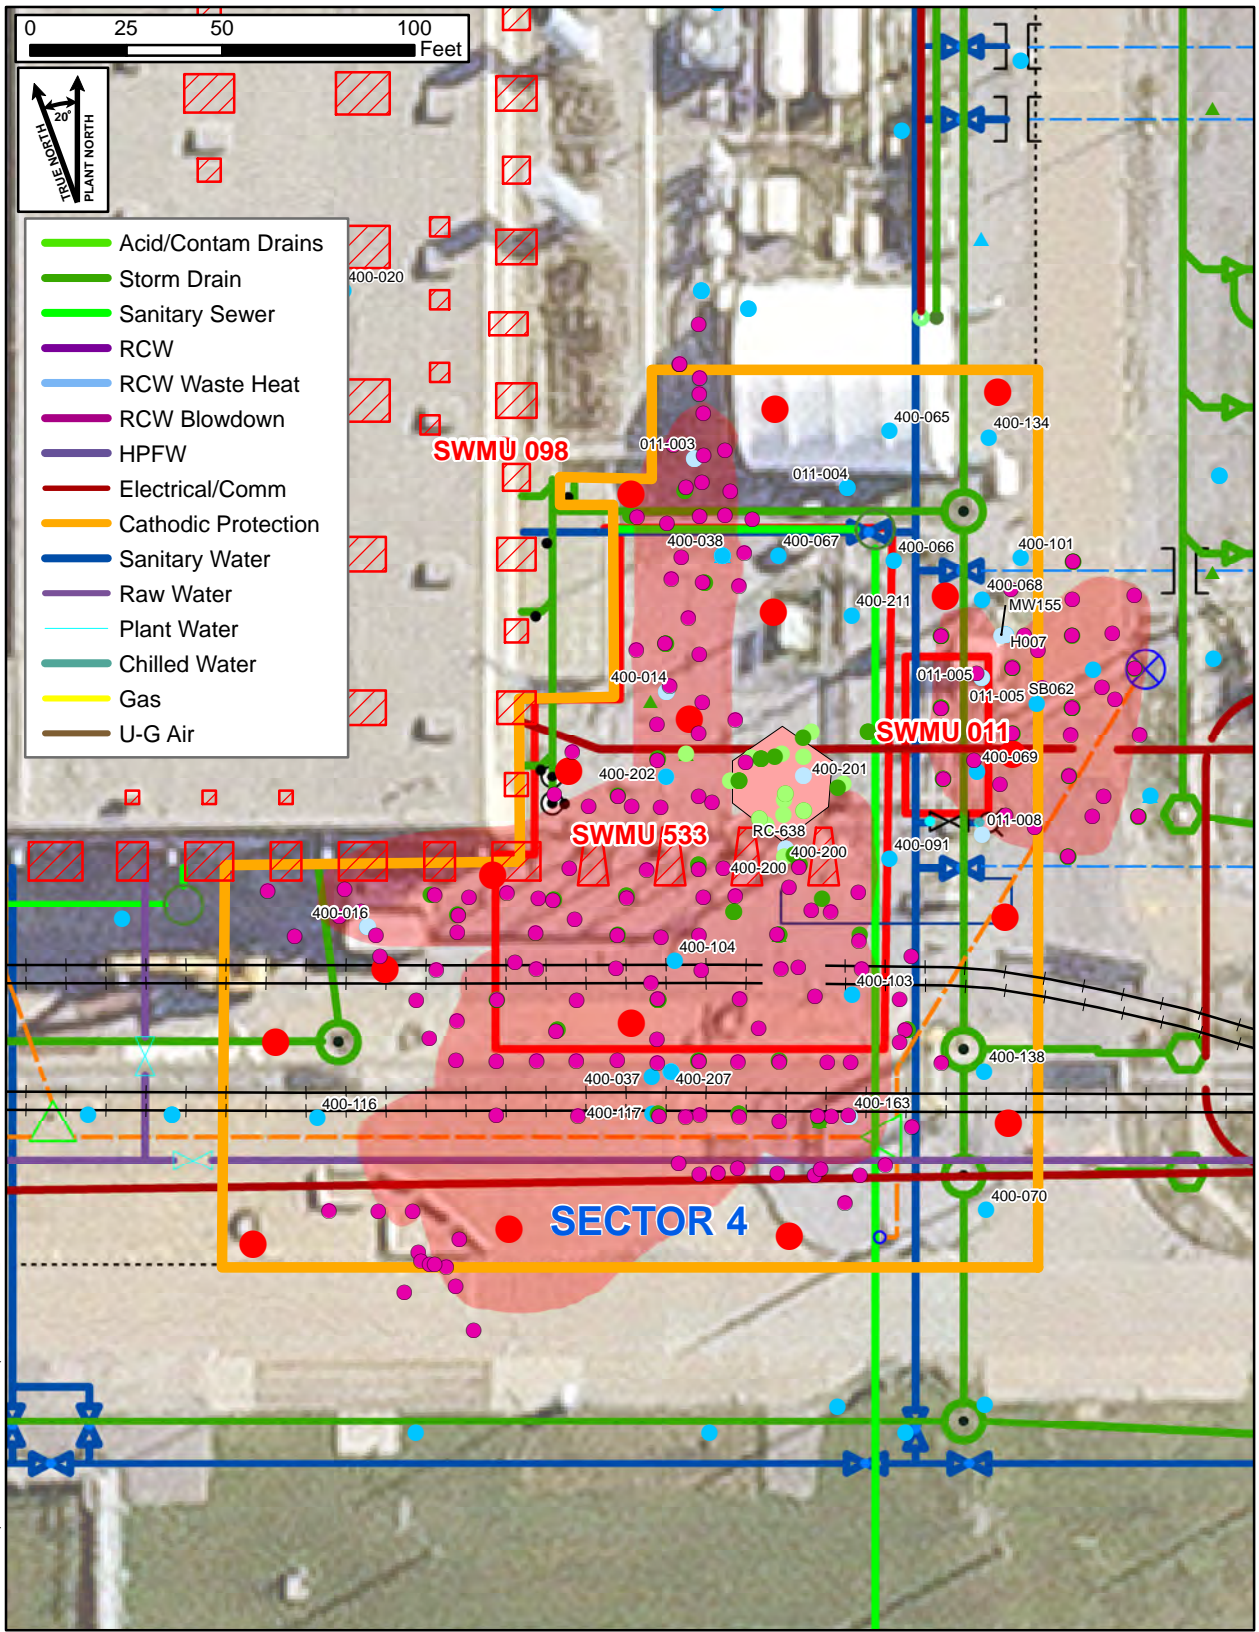 0 25 50 100
Feet
20°
TRUE NORTH
PLANT NORTH
Acid/Contam Drains
Storm Drain
Sanitary Sewer
RCW
RCW Waste Heat
RCW Blowdown
HPFW
Electrical/Comm
Cathodic Protection
Sanitary Water
Raw Water
Plant Water
Chilled Water
Gas
U-G Air
400-020
400-065
400-134
SWMU 098
011-003
011-004
400-038
400-067
400-066
400-101
400-068
400-211
MW155
H007
400-014
011-005
011-005
SB062
SWMU 011
400-202
400-201
400-069
SWMU 533
RC-638
011-008
400-200
400-200
400-091
400-016
400-104
400-103
400-138
400-037
400-207
400-116
400-117
400-163
400-070
SECTOR 4